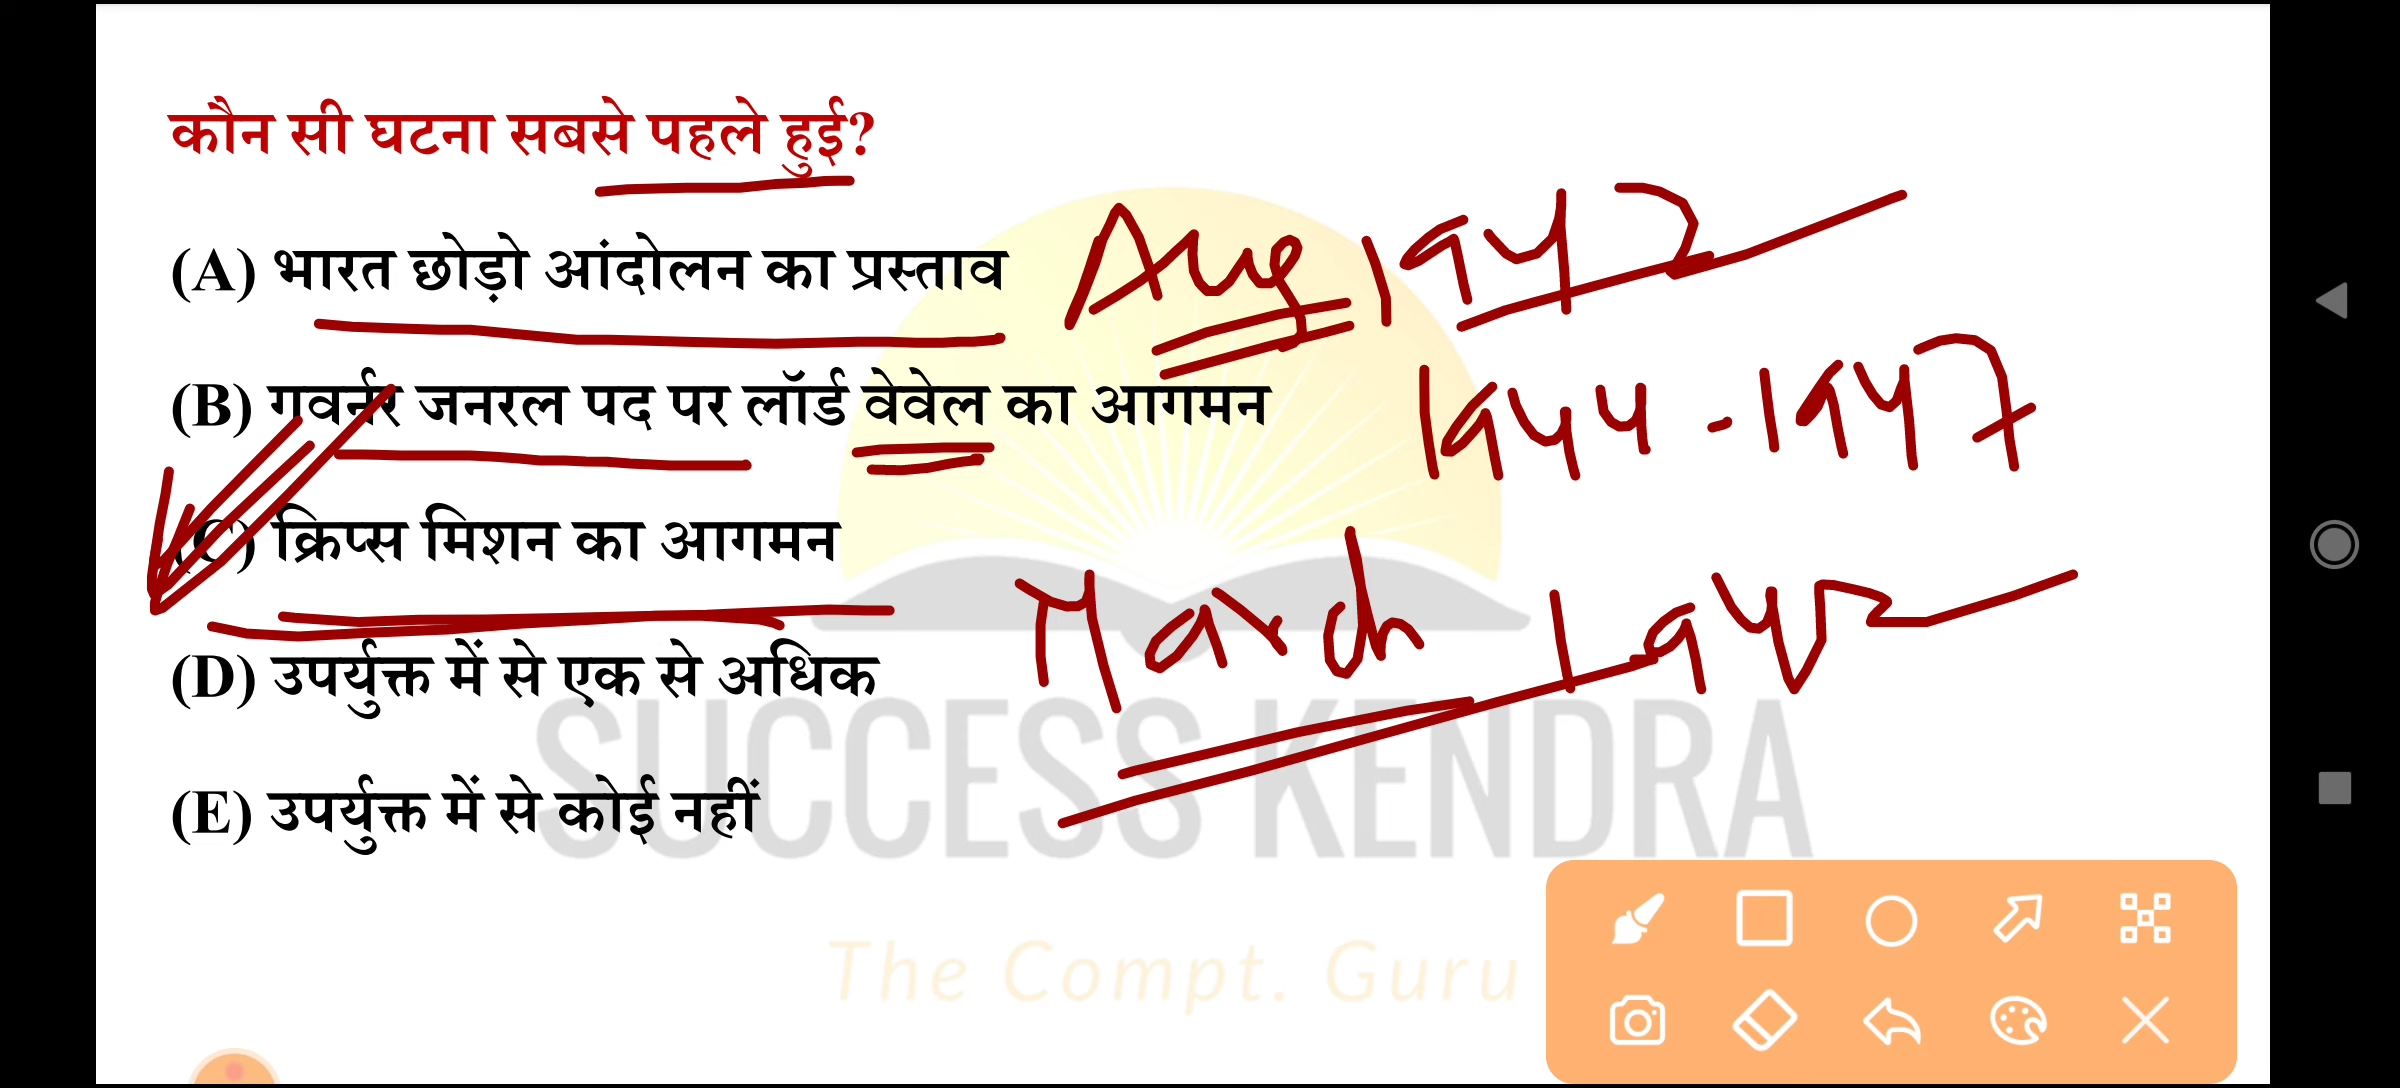 कौन सी घटना सबसे पहले हुई?
(A) भारत छोड़ो आंदोलन का प्रस्ताव Aug 1942
(B) गवर्नर जनरल पद पर लॉर्ड वेवेल का आगमन 1944-1947
(C) क्रिप्स मिशन का आगमन March 1942
(D) उपर्युक्त में से एक से अधिक
SUCCESS KENDRA
(E) उपर्युक्त में से कोई नहीं
The Compt. Guru